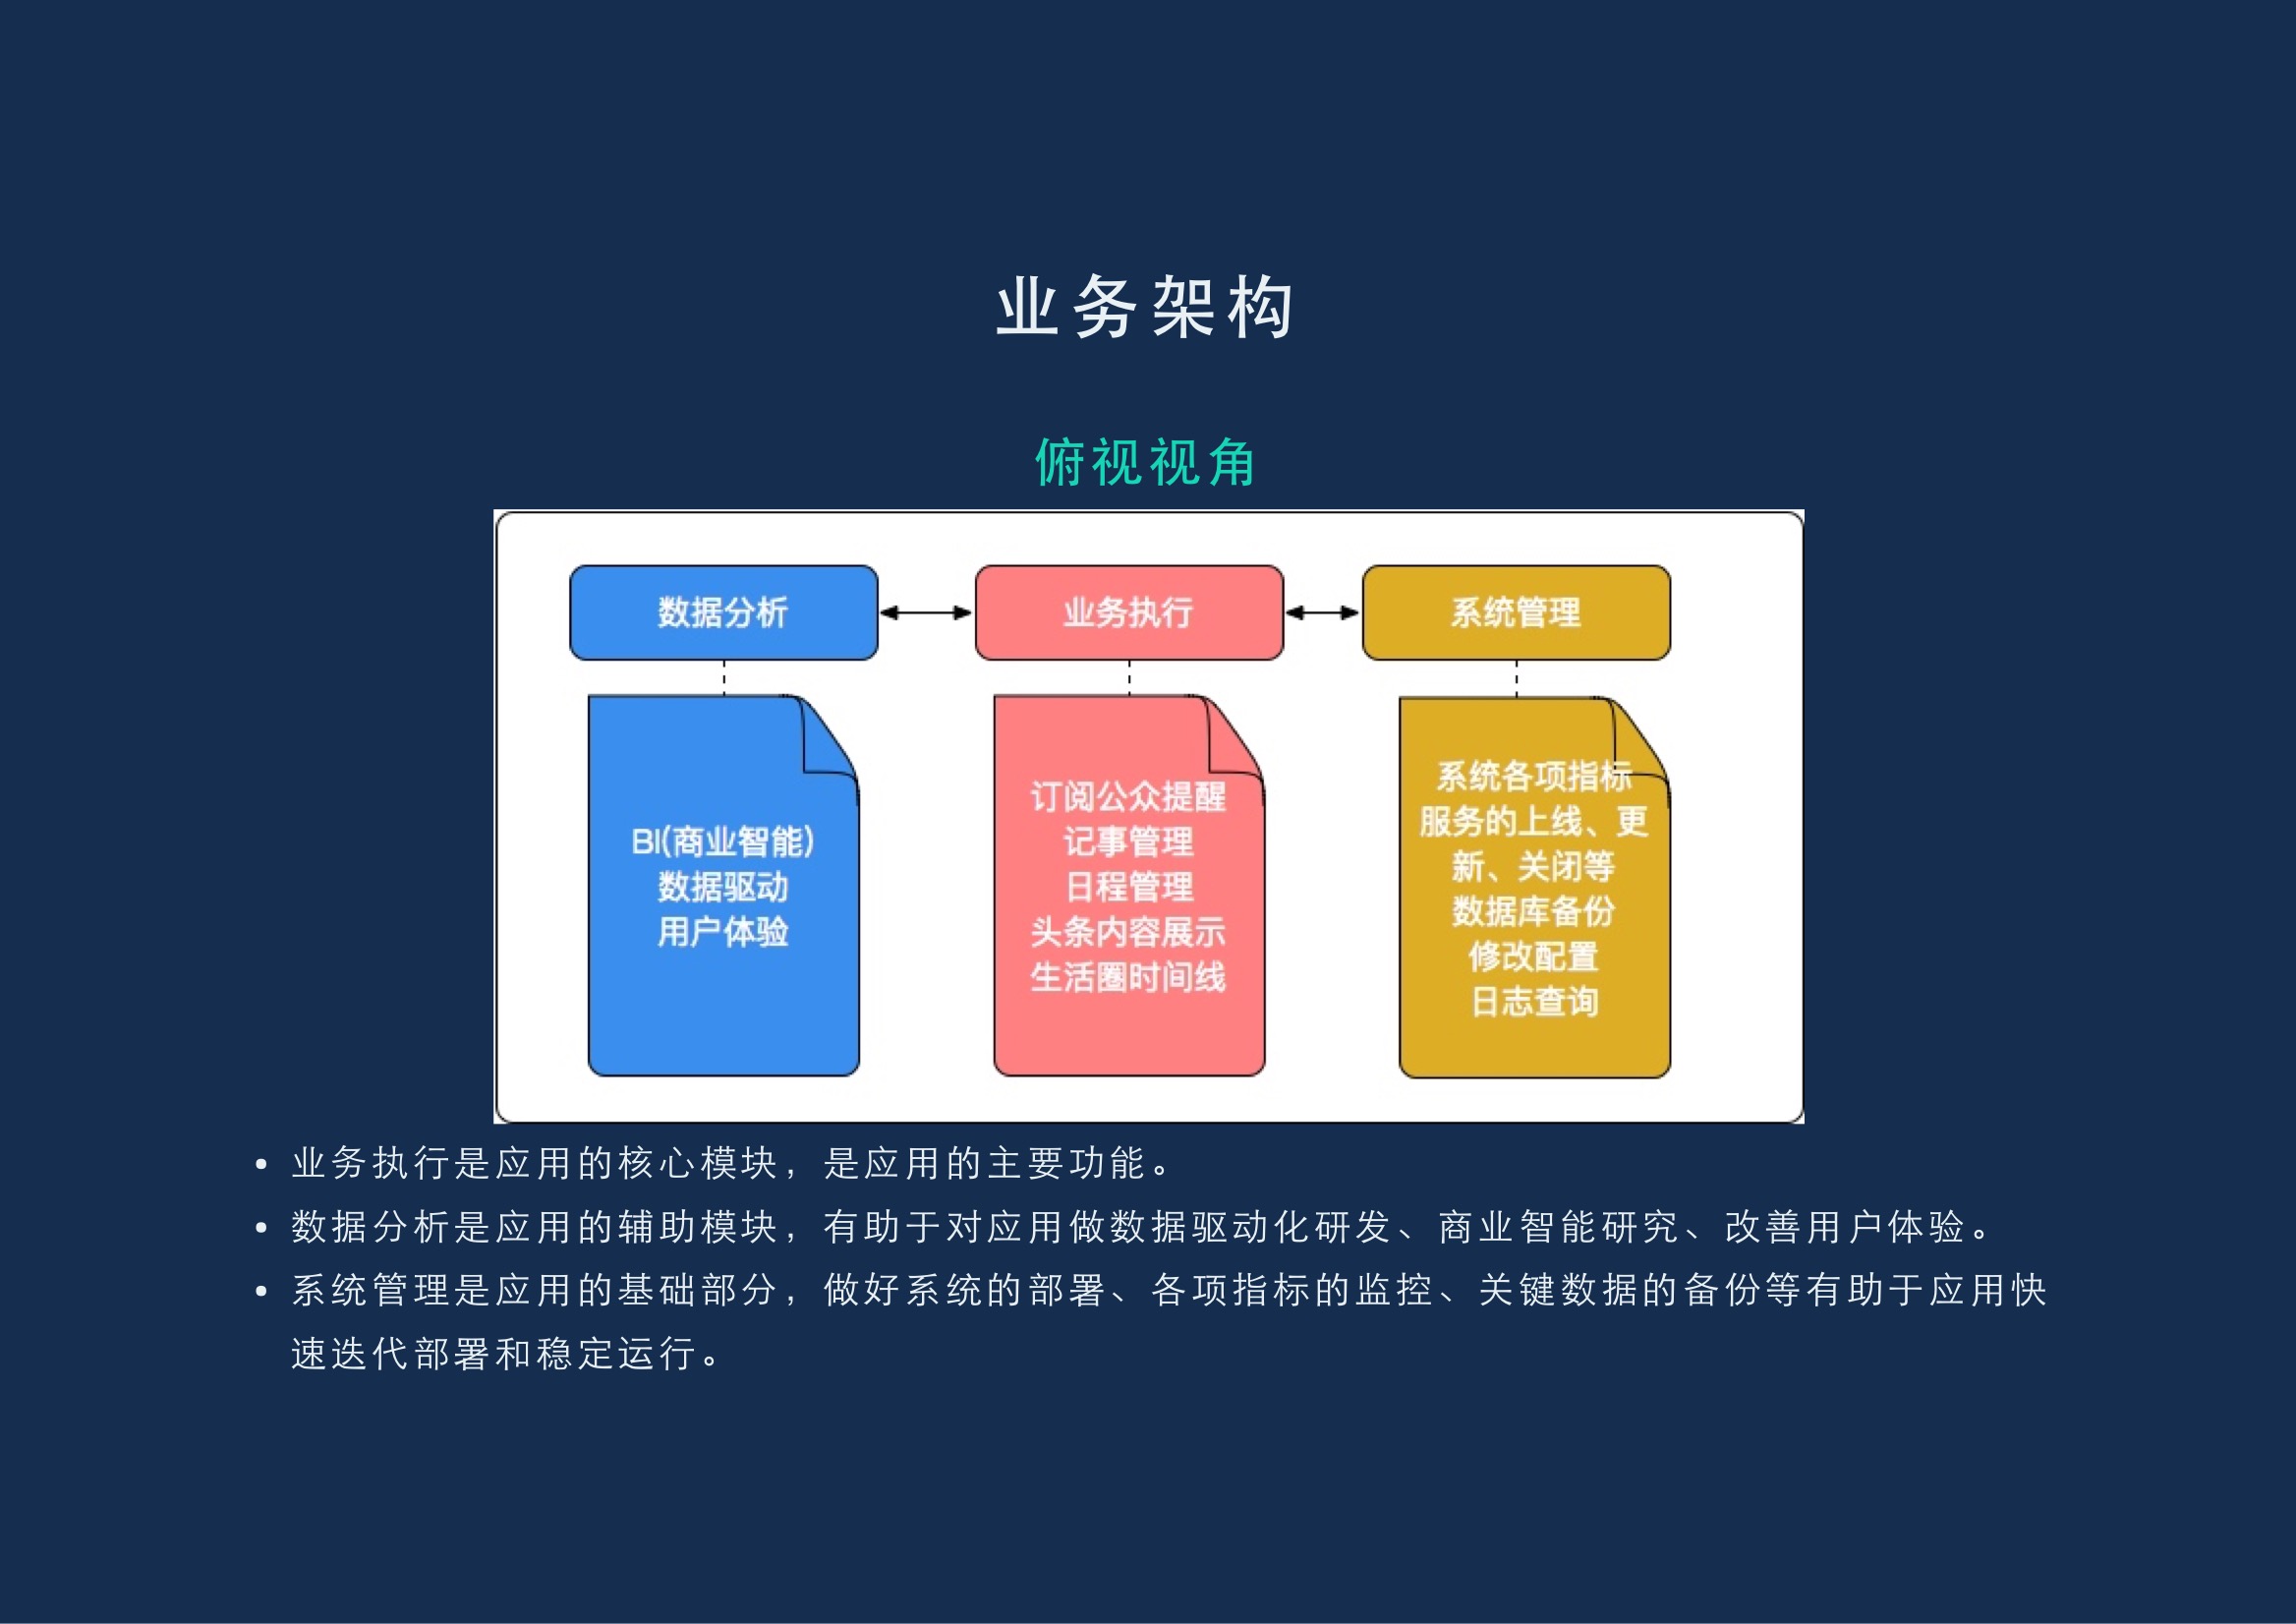 业务架构
俯视视角
数据分析
业务执行
系统管理
BI(商业智能)
数据驱动
用户体验
订阅公众提醒
记事管理
日程管理
头条内容展示
生活圈时间线
系统各项指标
服务的上线、更
新、关闭等
数据库备份
修改配置
日志查询
• 业务执行是应用的核心模块，是应用的主要功能。
• 数据分析是应用的辅助模块，有助于对应用做数据驱动化研发、商业智能研究、改善用户体验。
• 系统管理是应用的基础部分，做好系统的部署、各项指标的监控、关键数据的备份等有助于应用快
速迭代部署和稳定运行。